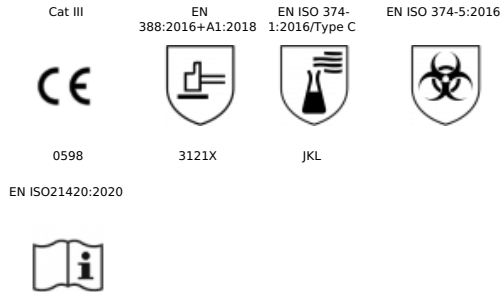 Cat III
EN 388:2016+A1:2018
EN ISO 374-1:2016/Type C
EN ISO 374-5:2016
CE
0598
3121X
JKL
EN ISO21420:2020
i